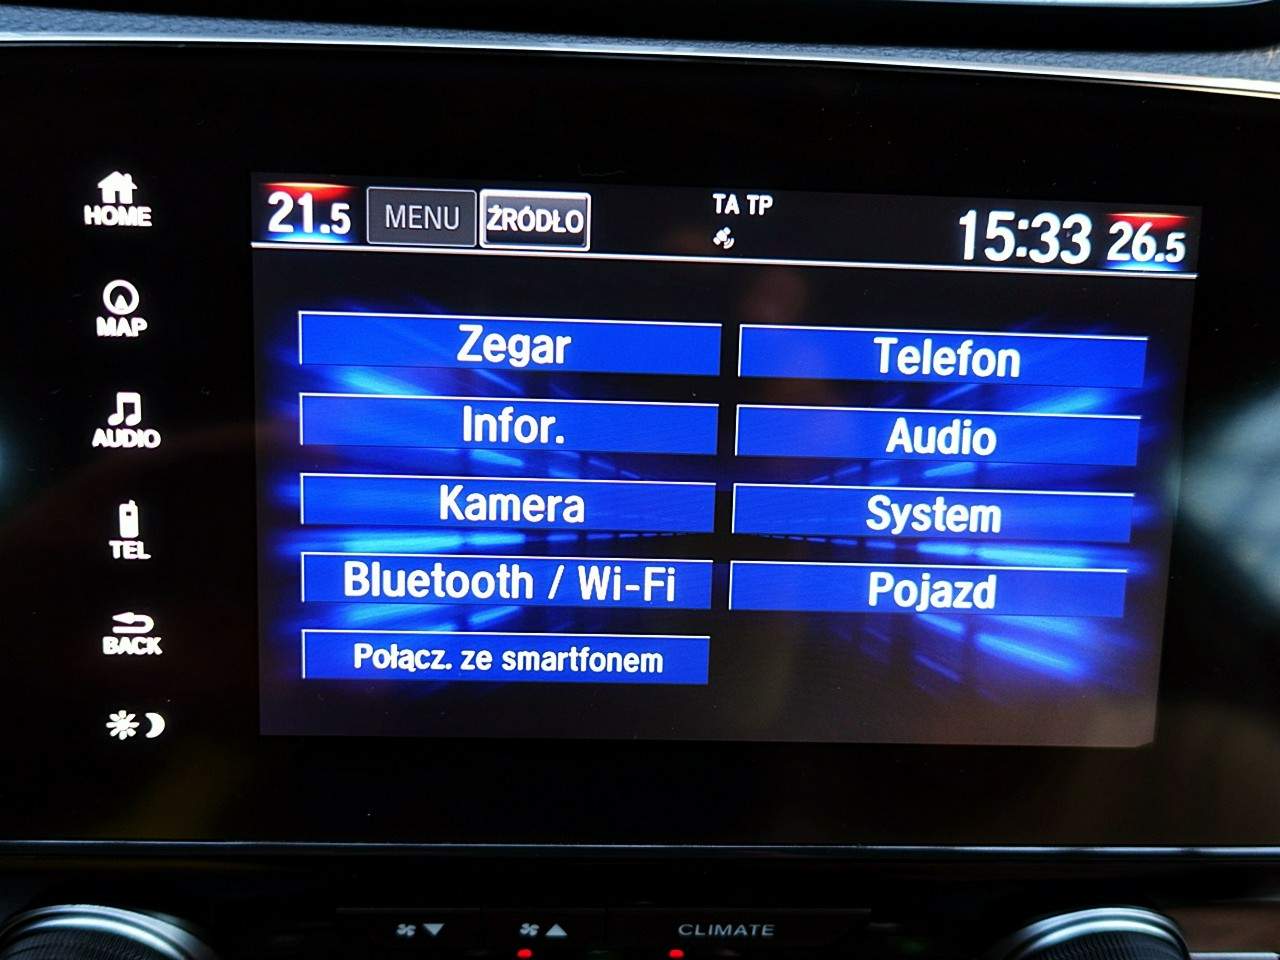 HOME
MAP
AUDIO
TEL
BACK
21.5 MENU ŹRÓDŁO TA TP 15:33 26.5
Zegar Telefon
Infor. Audio
Kamera System
Bluetooth / Wi-Fi Pojazd
Połącz. ze smartfonem
CLIMATE